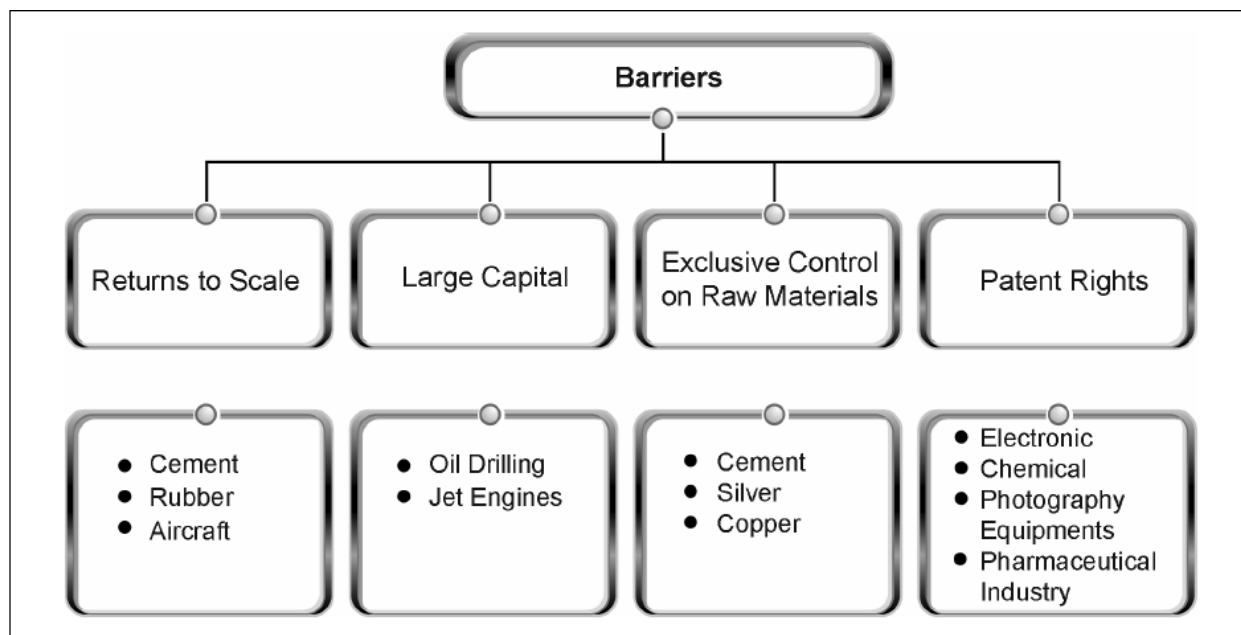 Barriers
Returns to Scale
Large Capital
Exclusive Control
on Raw Materials
Patent Rights
● Cement
● Rubber
● Aircraft
● Oil Drilling
● Jet Engines
● Cement
● Silver
● Copper
● Electronic
● Chemical
● Photography
Equipments
● Pharmaceutical
Industry